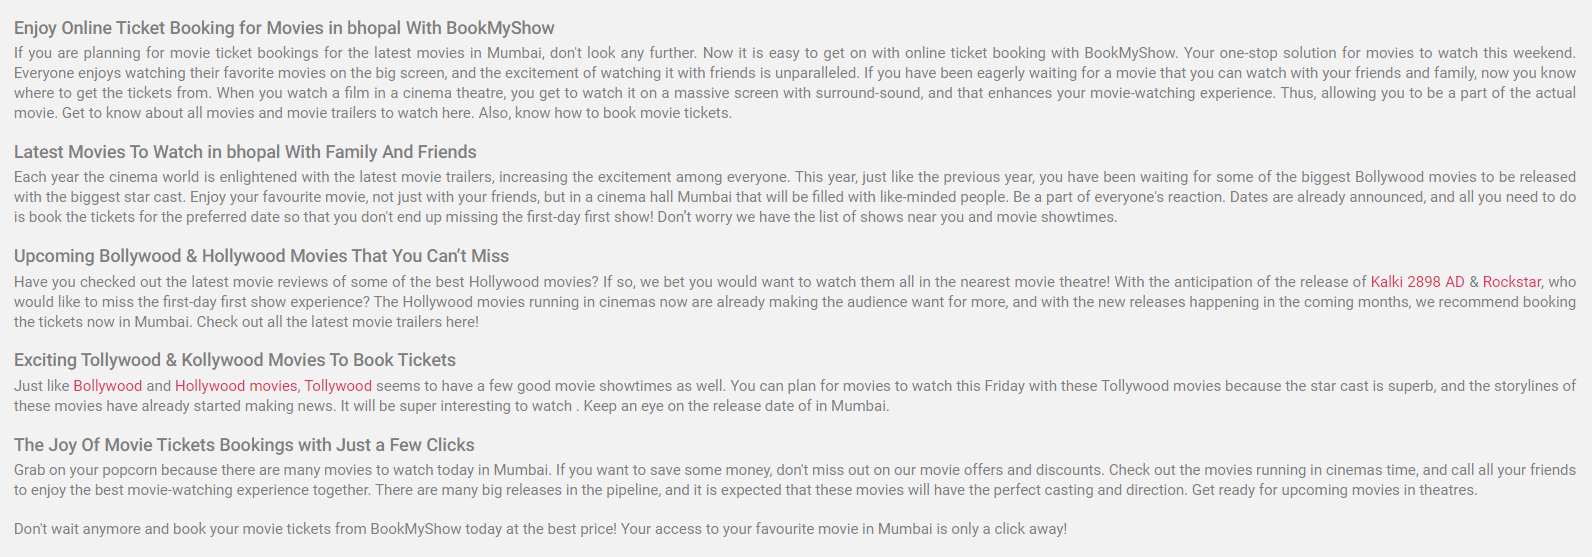 Enjoy Online Ticket Booking for Movies in bhopal With BookMyShow
If you are planning for movie ticket bookings for the latest movies in Mumbai, don't look any further. Now it is easy to get on with online ticket booking with BookMyShow. Your one-stop solution for movies to watch this weekend.
Everyone enjoys watching their favorite movies on the big screen, and the excitement of watching it with friends is unparalleled. If you have been eagerly waiting for a movie that you can watch with your friends and family, now you know
where to get the tickets from. When you watch a film in a cinema theatre, you get to watch it on a massive screen with surround-sound, and that enhances your movie-watching experience. Thus, allowing you to be a part of the actual
movie. Get to know about all movies and movie trailers to watch here. Also, know how to book movie tickets.
Latest Movies To Watch in bhopal With Family And Friends
Each year the cinema world is enlightened with the latest movie trailers, increasing the excitement among everyone. This year, just like the previous year, you have been waiting for some of the biggest Bollywood movies to be released
with the biggest star cast. Enjoy your favourite movie, not just with your friends, but in a cinema hall Mumbai that will be filled with like-minded people. Be a part of everyone's reaction. Dates are already announced, and all you need to do
is book the tickets for the preferred date so that you don't end up missing the first-day first show! Don’t worry we have the list of shows near you and movie showtimes.
Upcoming Bollywood & Hollywood Movies That You Can’t Miss
Have you checked out the latest movie reviews of some of the best Hollywood movies? If so, we bet you would want to watch them all in the nearest movie theatre! With the anticipation of the release of Kalki 2898 AD & Rockstar, who
would like to miss the first-day first show experience? The Hollywood movies running in cinemas now are already making the audience want for more, and with the new releases happening in the coming months, we recommend booking
the tickets now in Mumbai. Check out all the latest movie trailers here!
Exciting Tollywood & Kollywood Movies To Book Tickets
Just like Bollywood and Hollywood movies, Tollywood seems to have a few good movie showtimes as well. You can plan for movies to watch this Friday with these Tollywood movies because the star cast is superb, and the storylines of
these movies have already started making news. It will be super interesting to watch . Keep an eye on the release date of in Mumbai.
The Joy Of Movie Tickets Bookings with Just a Few Clicks
Grab on your popcorn because there are many movies to watch today in Mumbai. If you want to save some money, don't miss out on our movie offers and discounts. Check out the movies running in cinemas time, and call all your friends
to enjoy the best movie-watching experience together. There are many big releases in the pipeline, and it is expected that these movies will have the perfect casting and direction. Get ready for upcoming movies in theatres.
Don't wait anymore and book your movie tickets from BookMyShow today at the best price! Your access to your favourite movie in Mumbai is only a click away!